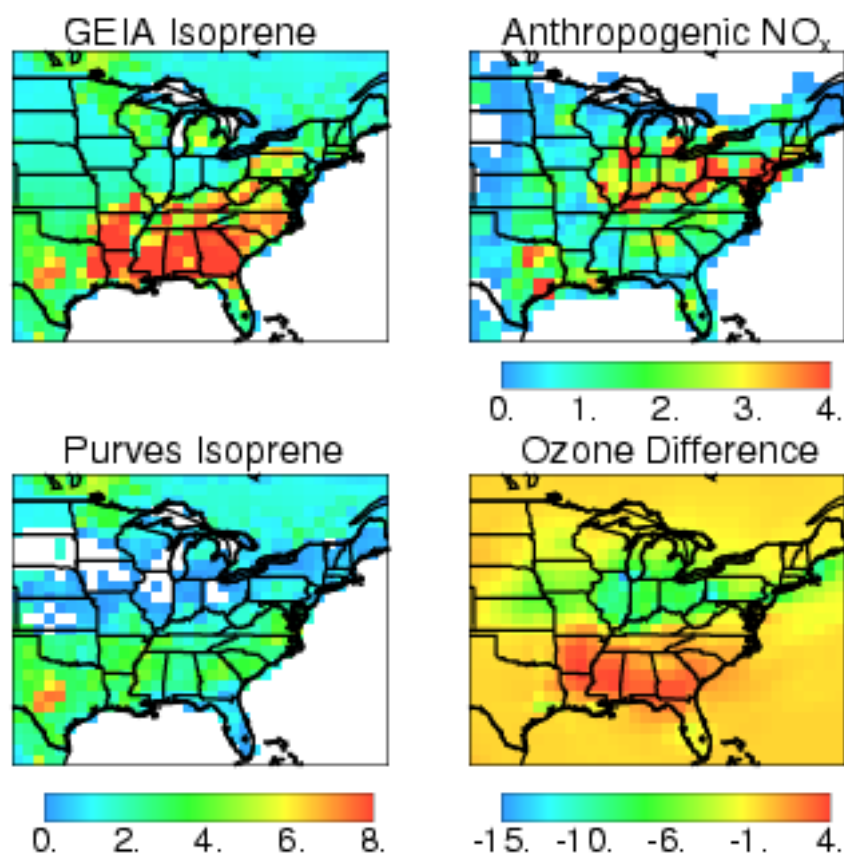 GEIA Isoprene
Anthropogenic NOx
0. 1. 2. 3. 4.
Purves Isoprene
Ozone Difference
0. 2. 4. 6. 8.
-15. -10. -6. -1. 4.